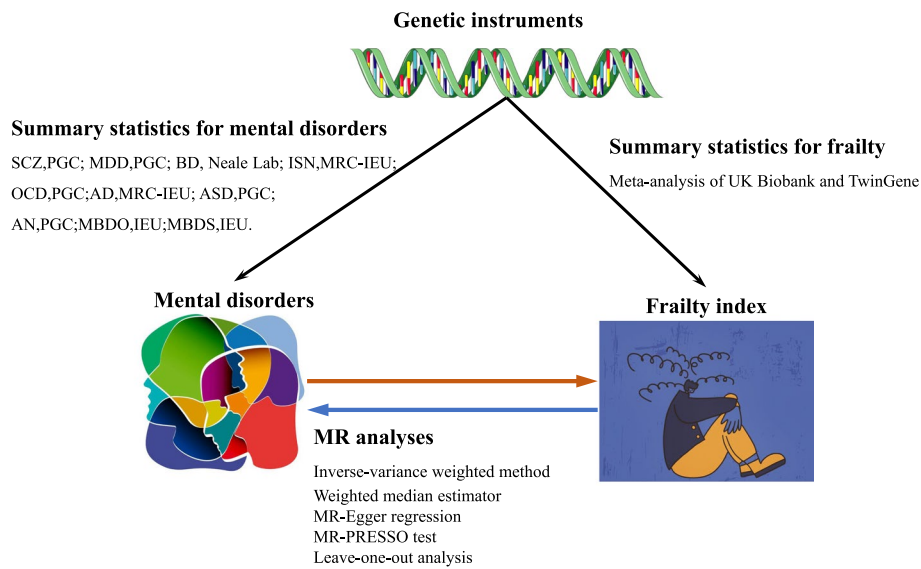 Genetic instruments
Summary statistics for mental disorders
SCZ,PGC; MDD,PGC; BD, Neale Lab; ISN,MRC-IEU;
OCD,PGC;AD,MRC-IEU; ASD,PGC;
AN,PGC;MBDO,IEU;MBDS,IEU.
Summary statistics for frailty
Meta-analysis of UK Biobank and TwinGene
Mental disorders
Frailty index
MR analyses
Inverse-variance weighted method
Weighted median estimator
MR-Egger regression
MR-PRESSO test
Leave-one-out analysis